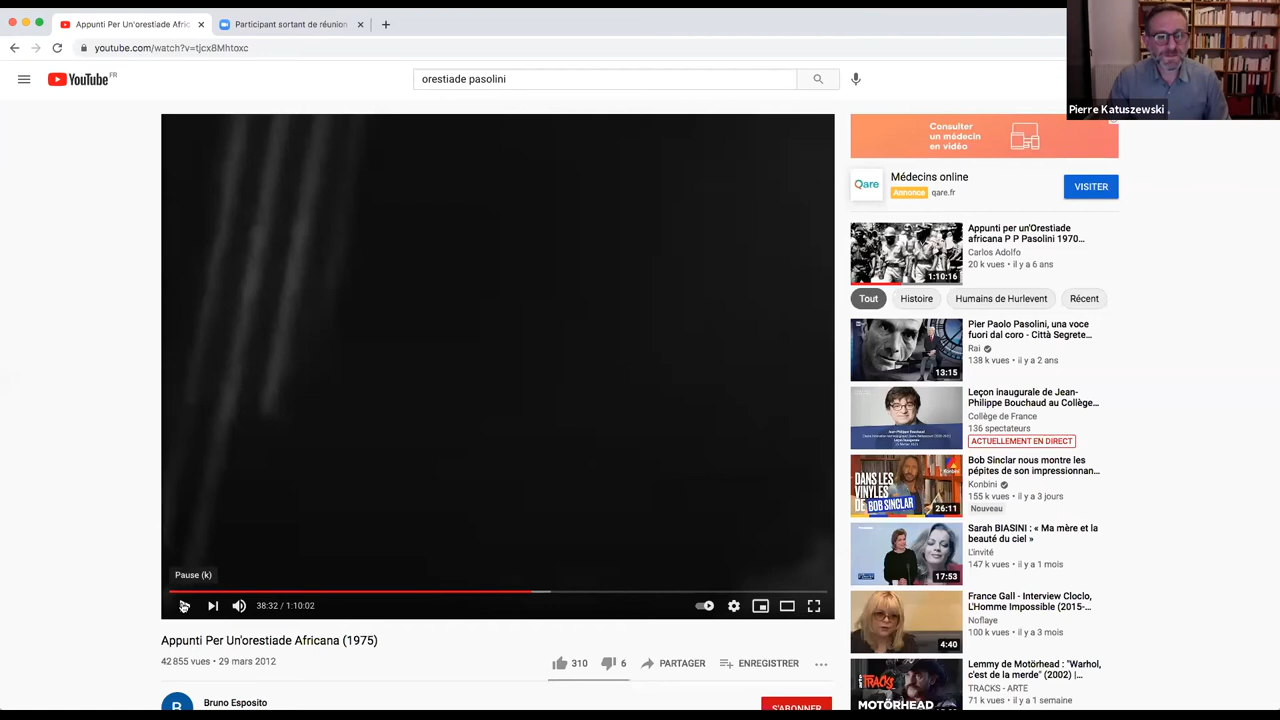 Appunti Per Un'orestiade Afric
Participant sortant de réunion
youtube.com/watch?v=tjcx8Mhtoxc
YouTube FR
orestiade pasolini
Pierre Katuszewski
Consulter
un médecin
en vidéo
Qare
Médecins online
Annonce qare.fr
VISITER
Appunti per un'Orestiade
africana P P Pasolini 1970...
Carlos Adolfo
20 k vues • il y a 6 ans
1:10:16
Tout
Histoire
Humains de Hurlevent
Récent
Pier Paolo Pasolini, una voce
fuori dal coro - Città Segrete...
Rai
138 k vues • il y a 2 ans
13:15
Leçon inaugurale de Jean-
Philippe Bouchaud au Collège...
Collège de France
136 spectateurs
ACTUELLEMENT EN DIRECT
Bob Sinclar nous montre les
pépites de son impressionnan...
Konbini
155 k vues • il y a 3 jours
Nouveau
DANS LES
VINYLES
DE BOB SINCLAR
26:11
Sarah BIASINI : « Ma mère et la
beauté du ciel »
L'invité
147 k vues • il y a 1 mois
17:53
France Gall - Interview Cloclo,
L'Homme Impossible (2015-...
Noflaye
100 k vues • il y a 3 mois
4:40
Lemmy de Motörhead : "Warhol,
c'est de la merde" (2002) |...
TRACKS - ARTE
71 k vues • il y a 1 semaine
TRACKS
MOTÖRHEAD
Pause (k)
38:32 / 1:10:02
Appunti Per Un'orestiade Africana (1975)
42 855 vues • 29 mars 2012
310
6
PARTAGER
ENREGISTRER
B
Bruno Esposito
S'ABONNER